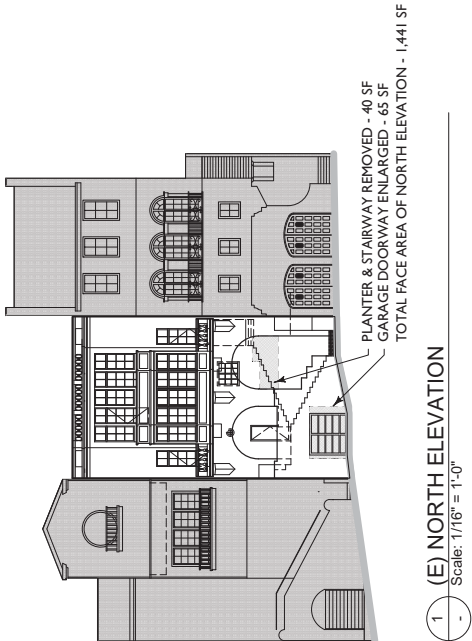 PLANTER & STAIRWAY REMOVED - 40 SF
GARAGE DOORWAY ENLARGED - 65 SF
TOTAL FACE AREA OF NORTH ELEVATION - 1,441 SF
1
-
(E) NORTH ELEVATION
Scale: 1/16" = 1'-0"